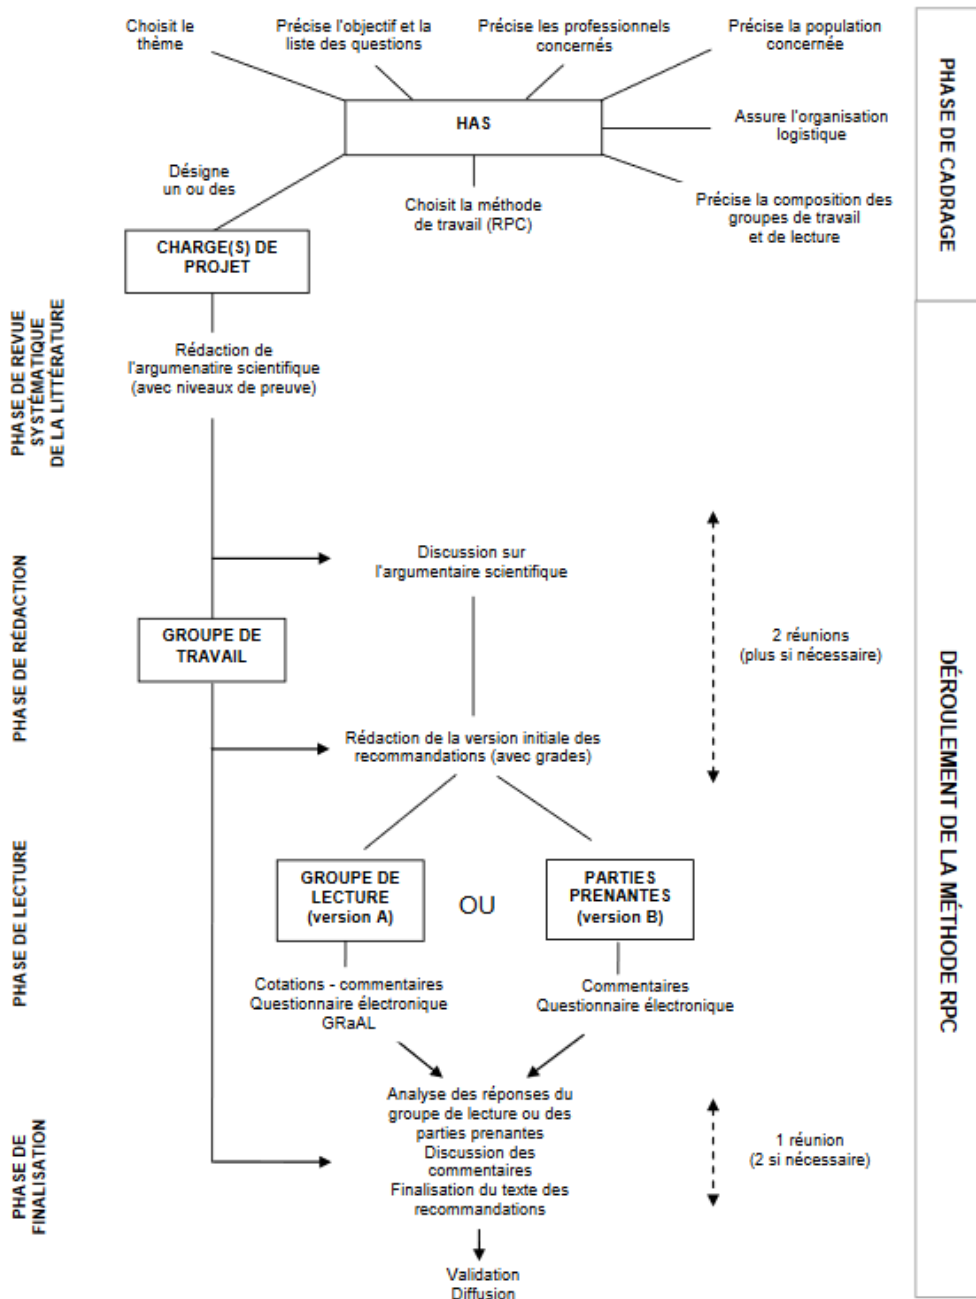 Choisit le
thème
Précise l'objectif et la
liste des questions
Précise les professionnels
concernés
Précise la population
concernée
HAS
Assure l'organisation
logistique
Désigne
un ou des
Choisit la méthode
de travail (RPC)
Précise la composition des
groupes de travail
et de lecture
PHASE DE CADRAGE
CHARGE(S) DE
PROJET
PHASE DE REVUE
SYSTÉMATIQUE
DE LA LITTÉRATURE
Rédaction de
l'argumenatire scientifique
(avec niveaux de preuve)
Discussion sur
l'argumentaire scientifique
PHASE DE RÉDACTION
GROUPE DE
TRAVAIL
2 réunions
(plus si nécessaire)
Rédaction de la version initiale des
recommandations (avec grades)
DÉROULEMENT DE LA MÉTHODE RPC
PHASE DE LECTURE
GROUPE DE
LECTURE
(version A)
OU
PARTIES
PRENANTES
(version B)
Cotations - commentaires
Questionnaire électronique
GRaAL
Commentaires
Questionnaire électronique
PHASE DE
FINALISATION
Analyse des réponses du
groupe de lecture ou des
parties prenantes
Discussion des
commentaires
Finalisation du texte des
recommandations
1 réunion
(2 si nécessaire)
Validation
Diffusion